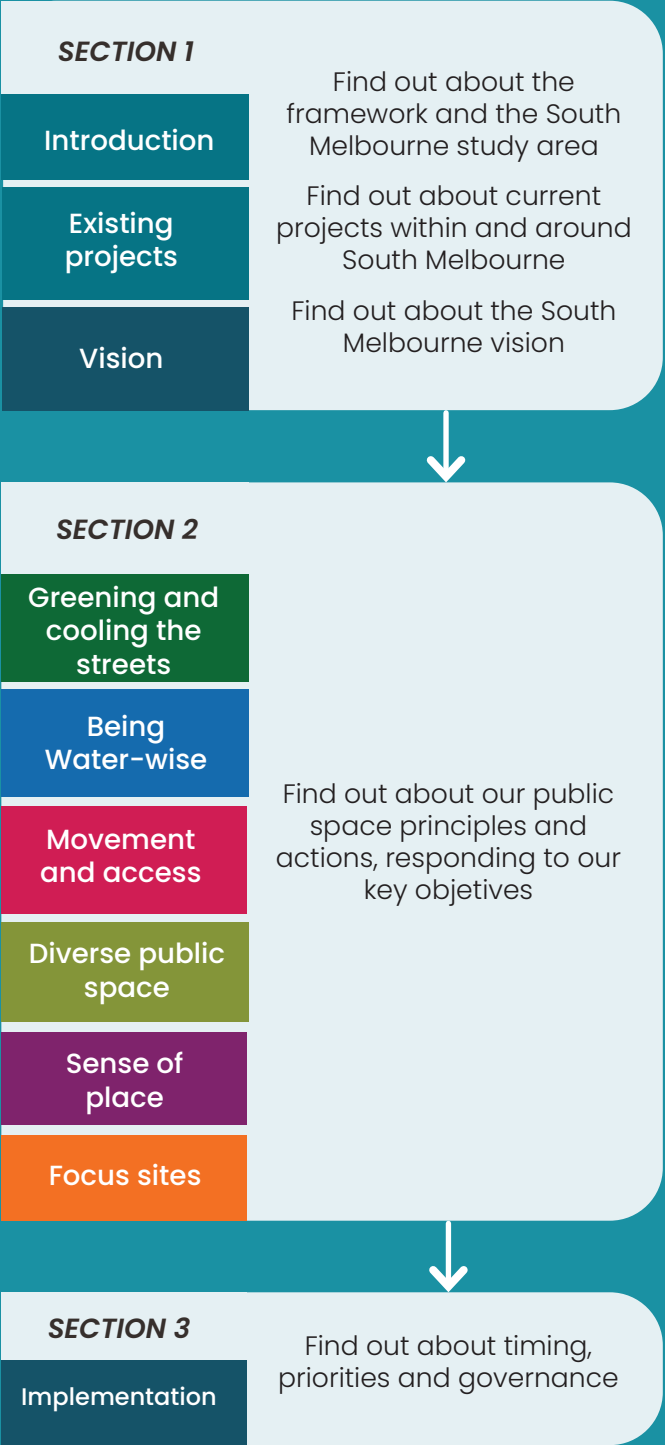 SECTION 1
Introduction
Find out about the
framework and the South
Melbourne study area
Existing
projects
Find out about current
projects within and around
South Melbourne
Vision
Find out about the South
Melbourne vision
SECTION 2
Greening and
cooling the
streets
Being
Water-wise
Movement
and access
Diverse public
space
Sense of
place
Focus sites
Find out about our public
space principles and
actions, responding to our
key objetives
SECTION 3
Implementation
Find out about timing,
priorities and governance